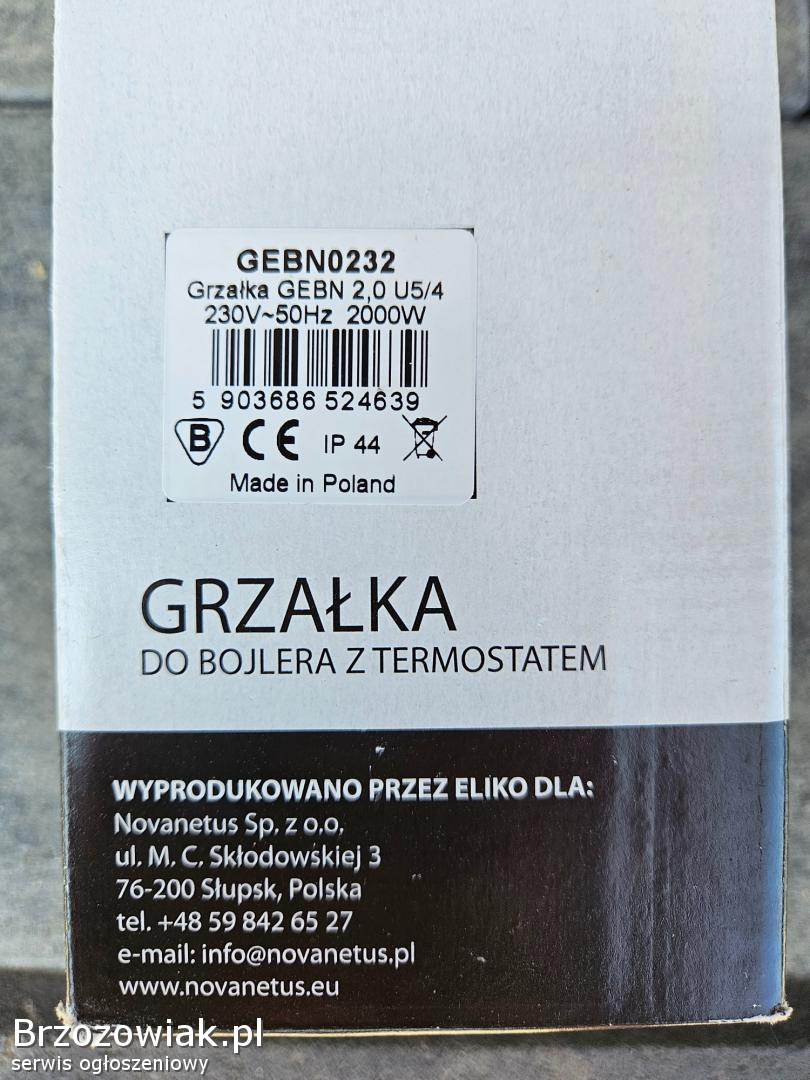 GEBN0232
Grzałka GEBN 2,0 U5/4
230V~50Hz 2000W
5 903686 524639
B CE IP 44
Made in Poland
GRZAŁKA
DO BOJLERA Z TERMOSTATEM
WYPRODUKOWANO PRZEZ ELIKO DLA:
Novanetus Sp. z o.o.
ul. M. C. Skłodowskiej 3
76-200 Słupsk, Polska
tel. +48 59 842 65 27
e-mail: info@novanetus.pl
www.novanetus.eu
Brzozowiak.pl
serwis ogłoszeniowy